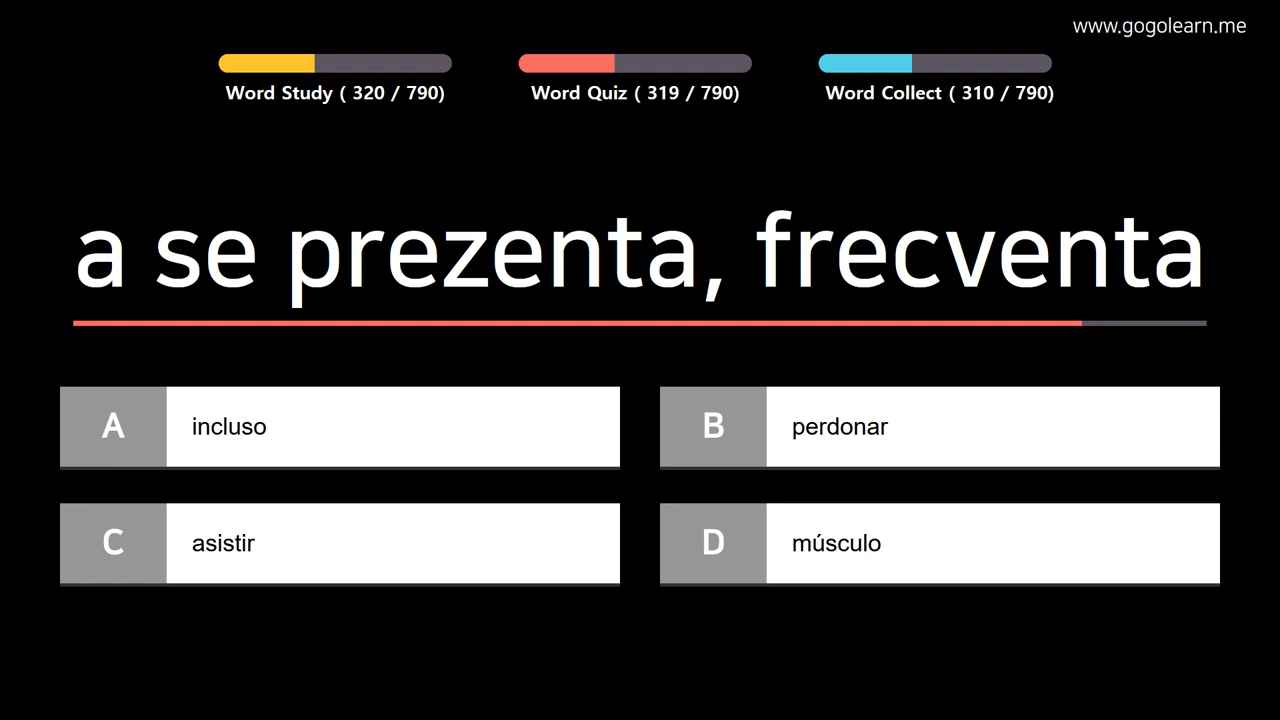 www.gogolearn.me
Word Study ( 320 / 790)
Word Quiz ( 319 / 790)
Word Collect ( 310 / 790)
a se prezenta, frecventa
A incluso
B perdonar
C asistir
D músculo